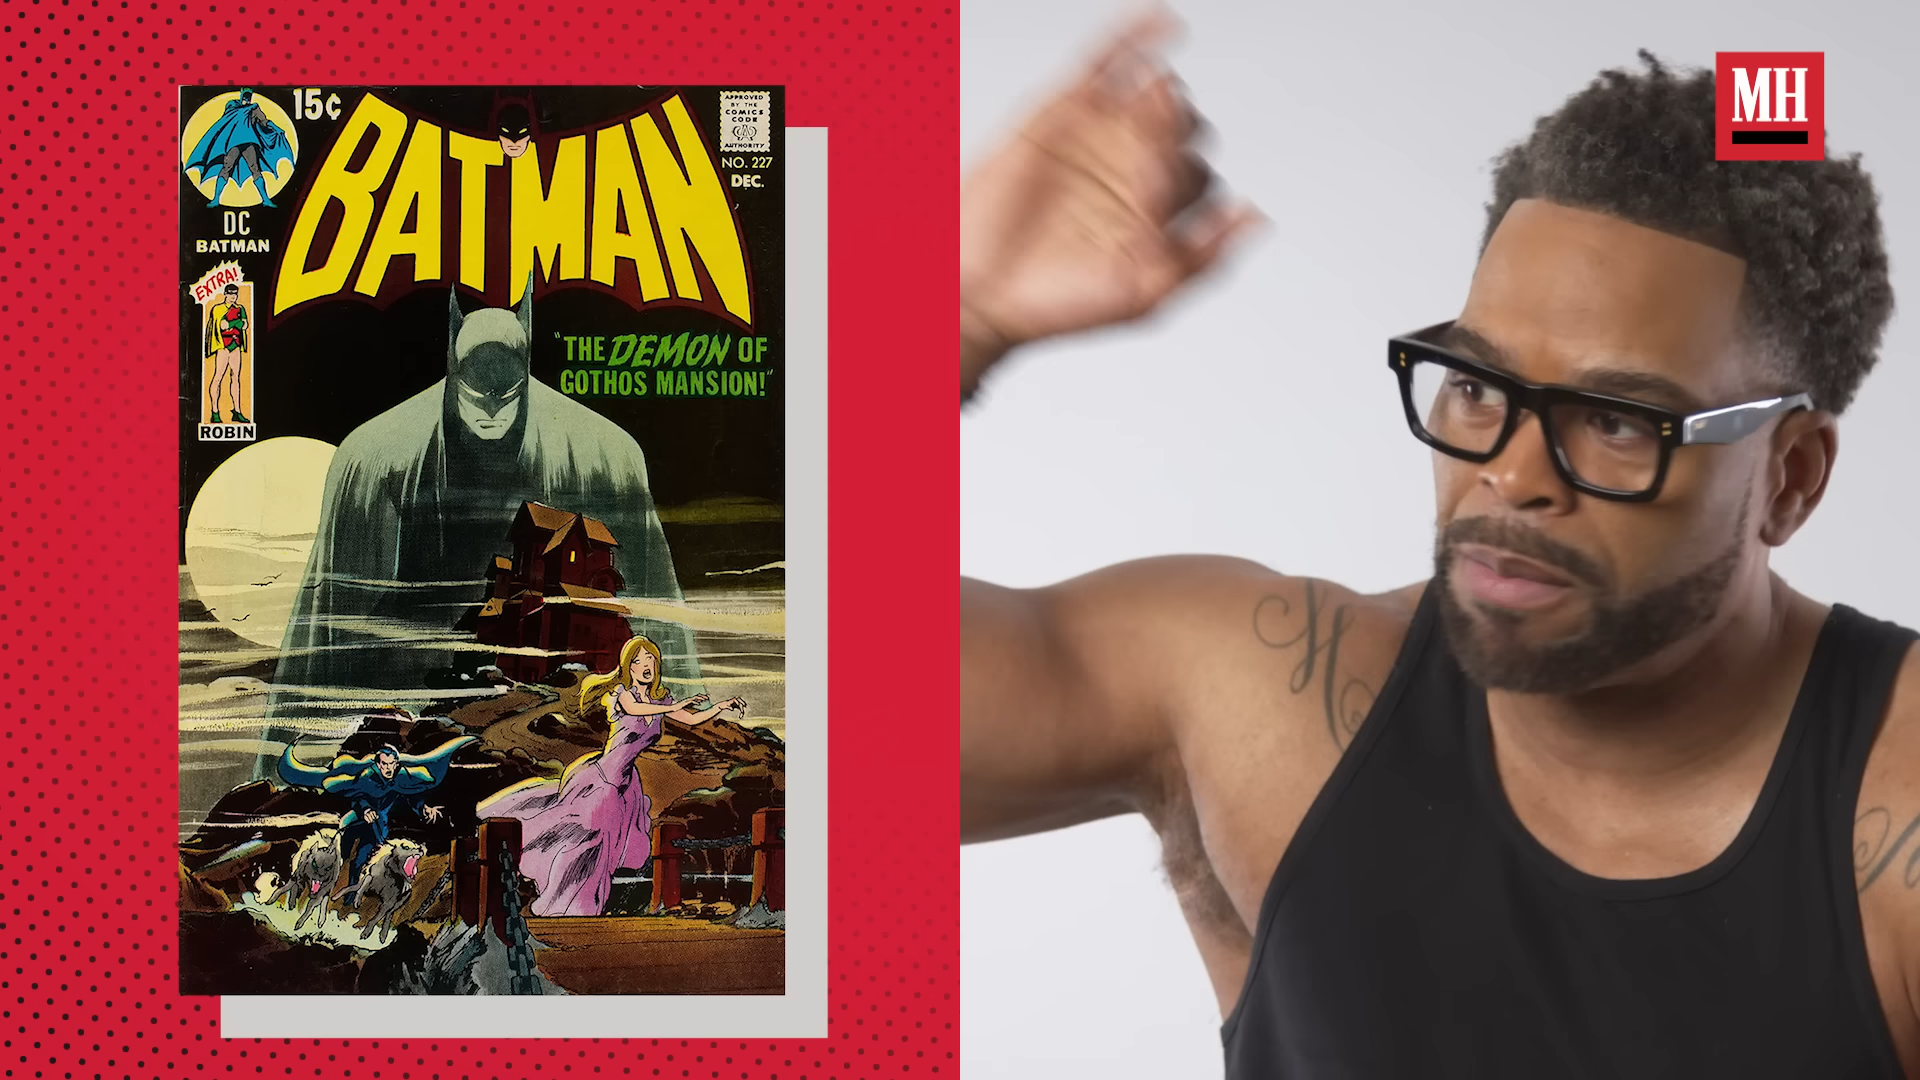 15¢
BATMAN
APPROVED
BY THE
COMICS
CODE
AUTHORITY
NO. 227
DEC.
DC
BATMAN
EXTRA!
ROBIN
"THE DEMON OF
GOTHOS MANSION!"
MH